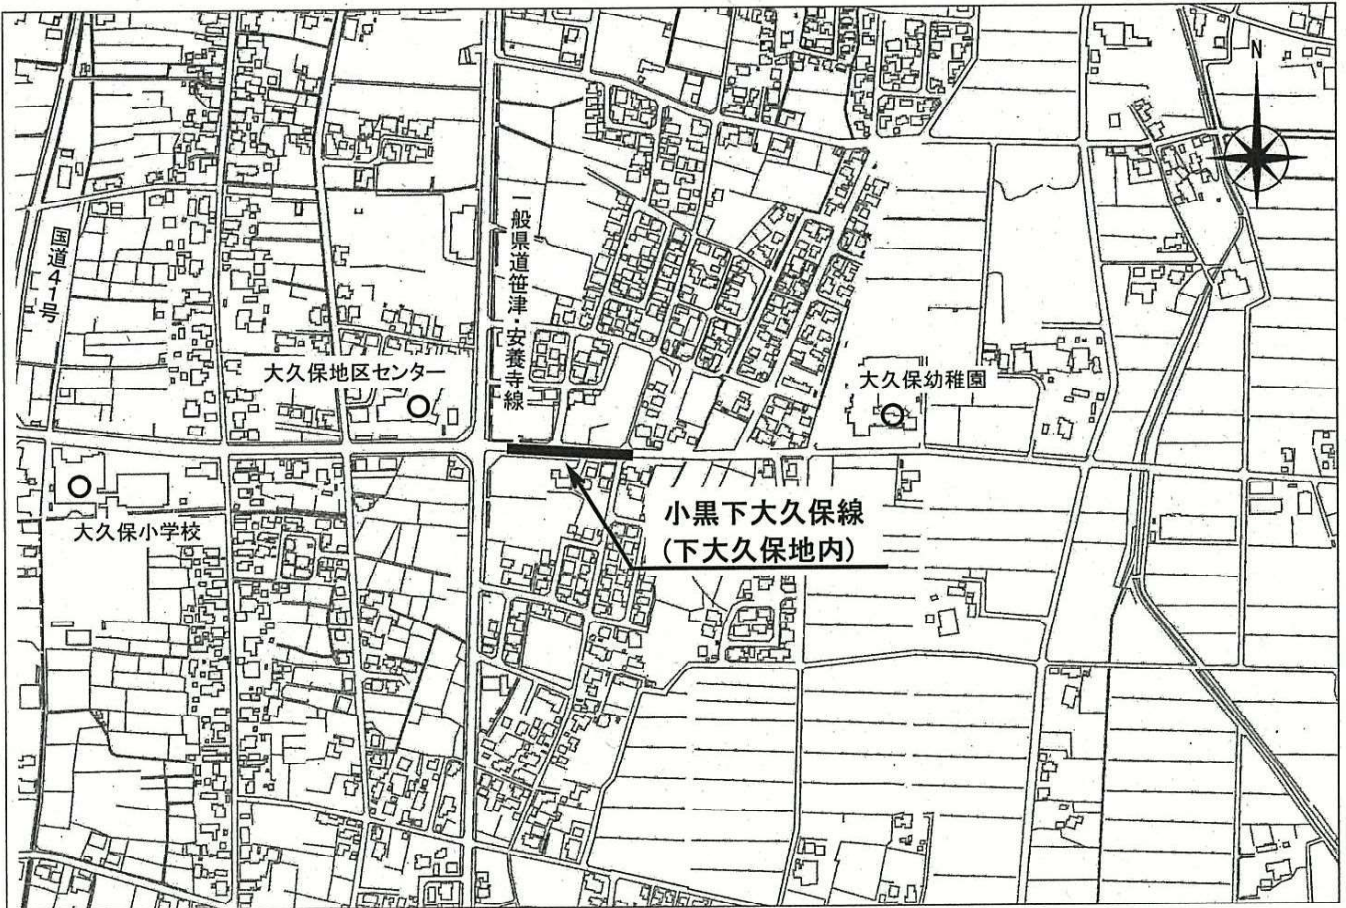 N
国道41号
一般県道笹津・安養寺線
大久保地区センター
大久保幼稚園
大久保小学校
小黒下大久保線
(下大久保地内)